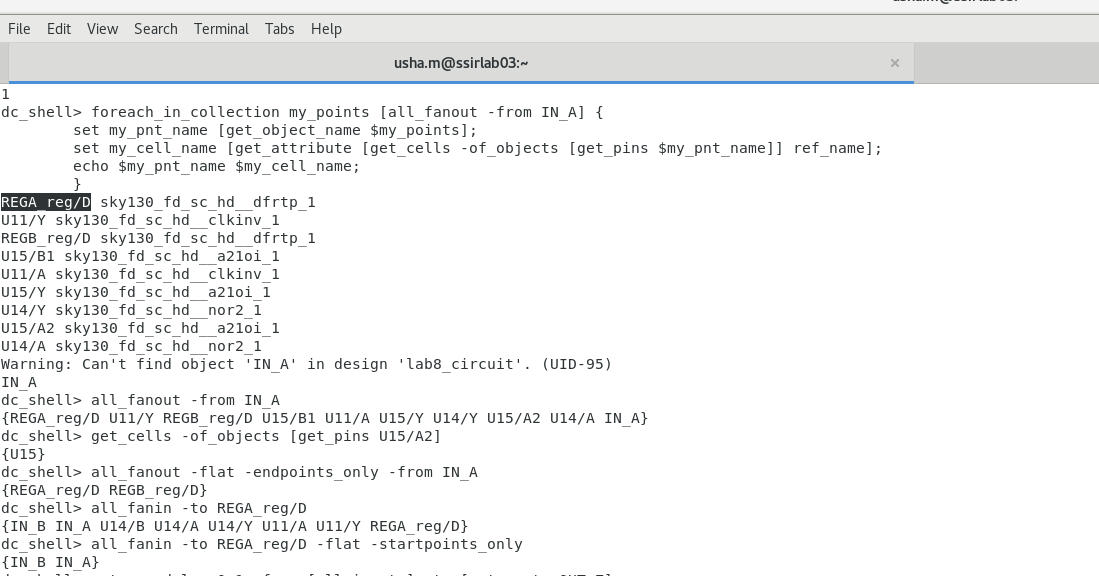 File Edit View Search Terminal Tabs Help
usha.m@ssirlab03:~ ×
1
dc_shell> foreach_in_collection my_points [all_fanout -from IN_A] {
set my_pnt_name [get_object_name $my_points];
set my_cell_name [get_attribute [get_cells -of_objects [get_pins $my_pnt_name]] ref_name];
echo $my_pnt_name $my_cell_name;
}
REGA_reg/D sky130_fd_sc_hd__dfrtp_1
U11/Y sky130_fd_sc_hd__clkinv_1
REGB_reg/D sky130_fd_sc_hd__dfrtp_1
U15/B1 sky130_fd_sc_hd__a21oi_1
U11/A sky130_fd_sc_hd__clkinv_1
U15/Y sky130_fd_sc_hd__a21oi_1
U14/Y sky130_fd_sc_hd__nor2_1
U15/A2 sky130_fd_sc_hd__a21oi_1
U14/A sky130_fd_sc_hd__nor2_1
Warning: Can't find object 'IN_A' in design 'lab8_circuit'. (UID-95)
IN_A
dc_shell> all_fanout -from IN_A
{REGA_reg/D U11/Y REGB_reg/D U15/B1 U11/A U15/Y U14/Y U15/A2 U14/A IN_A}
dc_shell> get_cells -of_objects [get_pins U15/A2]
{U15}
dc_shell> all_fanout -flat -endpoints_only -from IN_A
{REGA_reg/D REGB_reg/D}
dc_shell> all_fanin -to REGA_reg/D
{IN_B IN_A U14/B U14/A U14/Y U11/A U11/Y REGA_reg/D}
dc_shell> all_fanin -to REGA_reg/D -flat -startpoints_only
{IN_B IN_A}